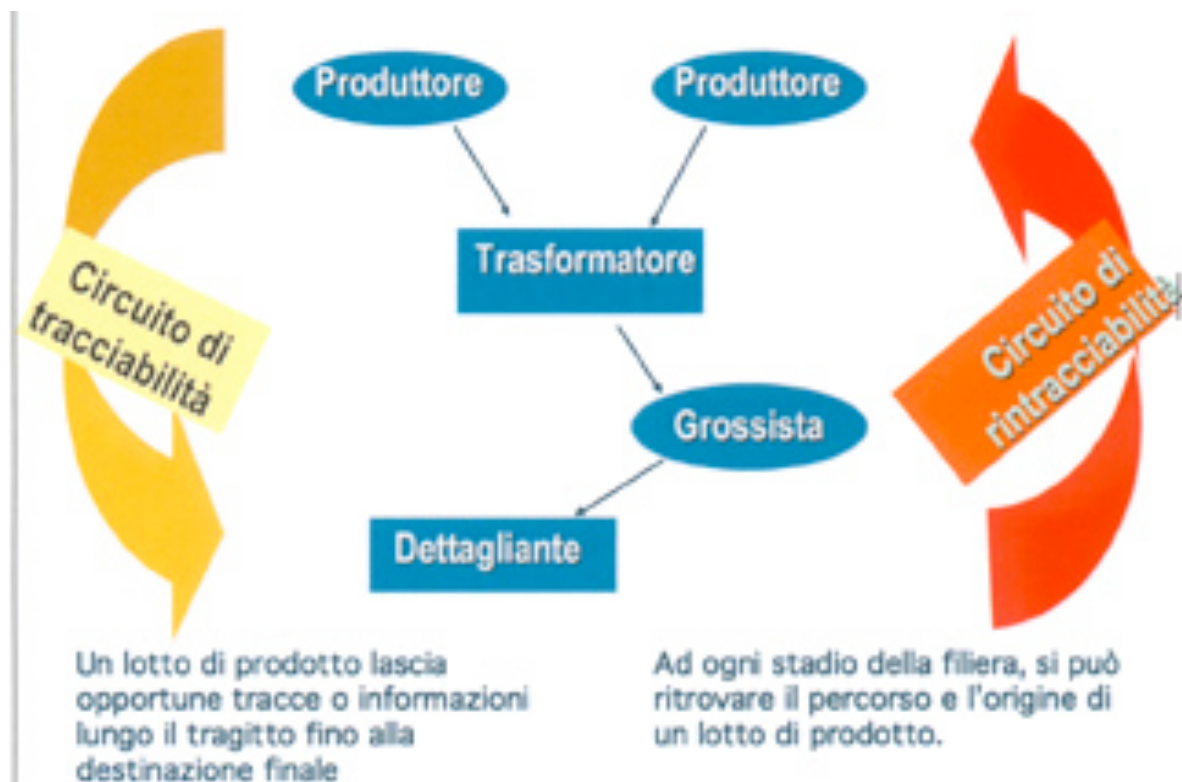 Produttore
Produttore
Trasformatore
Circuito di
tracciabilità
Circuito di
rintracciabilità
Grossista
Dettagliante
Un lotto di prodotto lascia
opportune tracce o informazioni
lungo il tragitto fino alla
destinazione finale
Ad ogni stadio della filiera, si può
ritrovare il percorso e l'origine di
un lotto di prodotto.